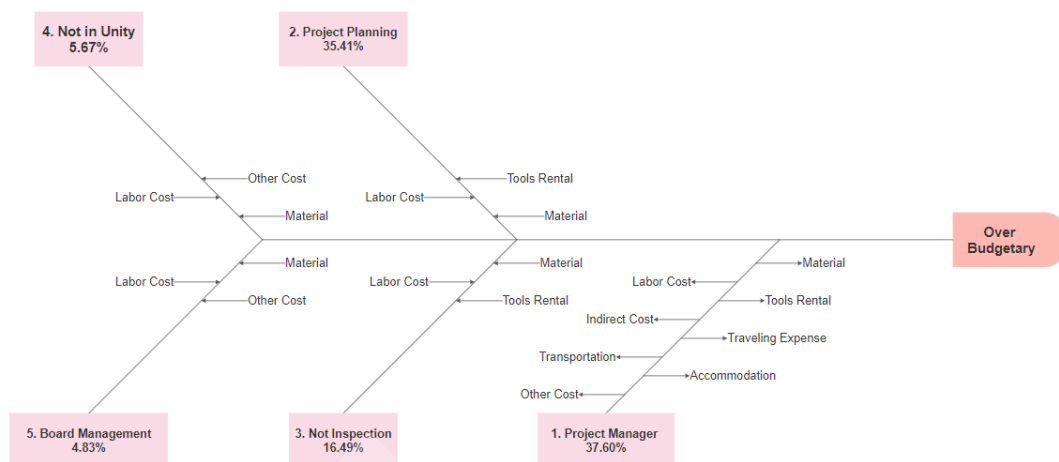 4. Not in Unity
5.67%
2. Project Planning
35.41%
Other Cost
Labor Cost
Material
Tools Rental
Labor Cost
Material
Over
Budgetary
Material
Labor Cost
Other Cost
Material
Labor Cost
Tools Rental
Material
Labor Cost
Tools Rental
Indirect Cost
Traveling Expense
Transportation
Accommodation
Other Cost
5. Board Management
4.83%
3. Not Inspection
16.49%
1. Project Manager
37.60%